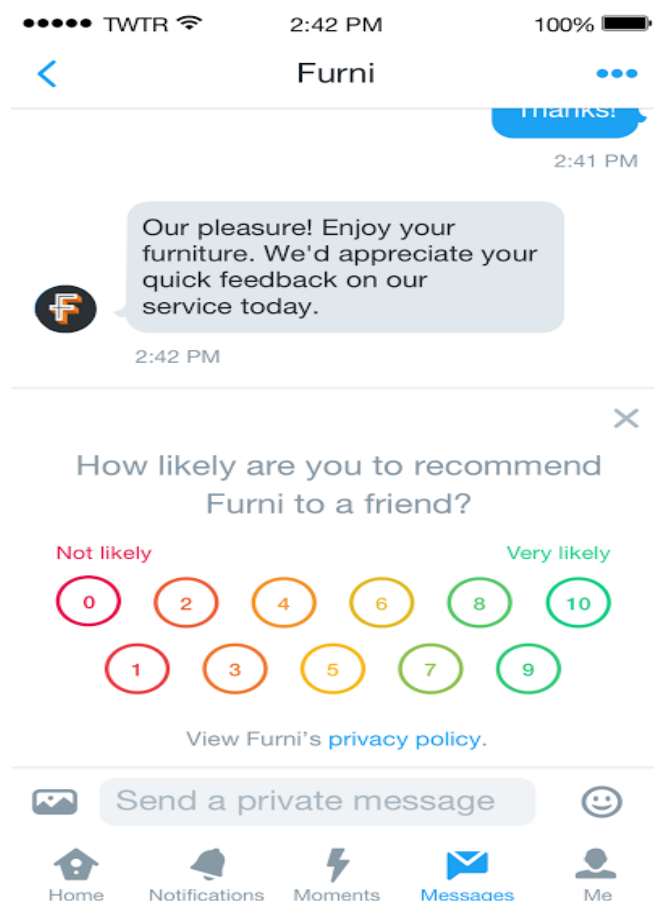 TWTR 2:42 PM 100%
Furni
Thanks!
2:41 PM
Our pleasure! Enjoy your
furniture. We'd appreciate your
quick feedback on our
service today.
F
2:42 PM
How likely are you to recommend
Furni to a friend?
Not likely Very likely
0 2 4 6 8 10
1 3 5 7 9
View Furni's privacy policy.
Send a private message
Home Notifications Moments Messages Me